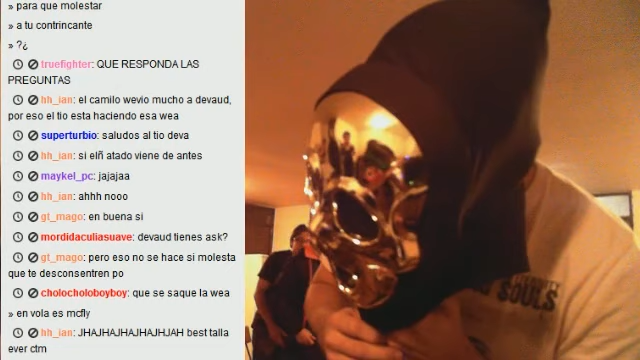 » para que molestar
» a tu contrincante
» ?¿
truefighter: QUE RESPONDA LAS
PREGUNTAS
hh_ian: el camilo wevio mucho a devaud,
por eso el tio esta haciendo esa wea
superturbio: saludos al tio deva
hh_ian: si elñ atado viene de antes
maykel_pc: jajajaa
hh_ian: ahhh nooo
gt_mago: en buena si
mordidaculiasuave: devaud tienes ask?
gt_mago: pero eso no se hace si molesta
que te desconsentren po
cholocholoboyboy: que se saque la wea
» en vola es mcfly
hh_ian: JHAJHAJHAJHAJHJAH best talla
ever ctm
SOULS